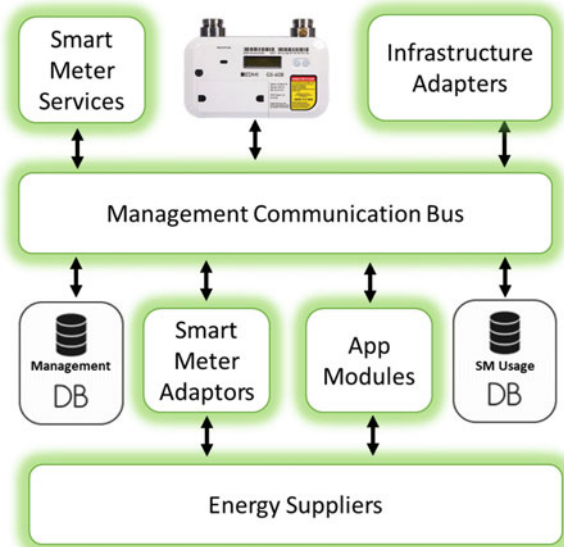 Smart
Meter
Services
Infrastructure
Adapters
Management Communication Bus
Management
DB
Smart
Meter
Adaptors
App
Modules
SM Usage
DB
Energy Suppliers